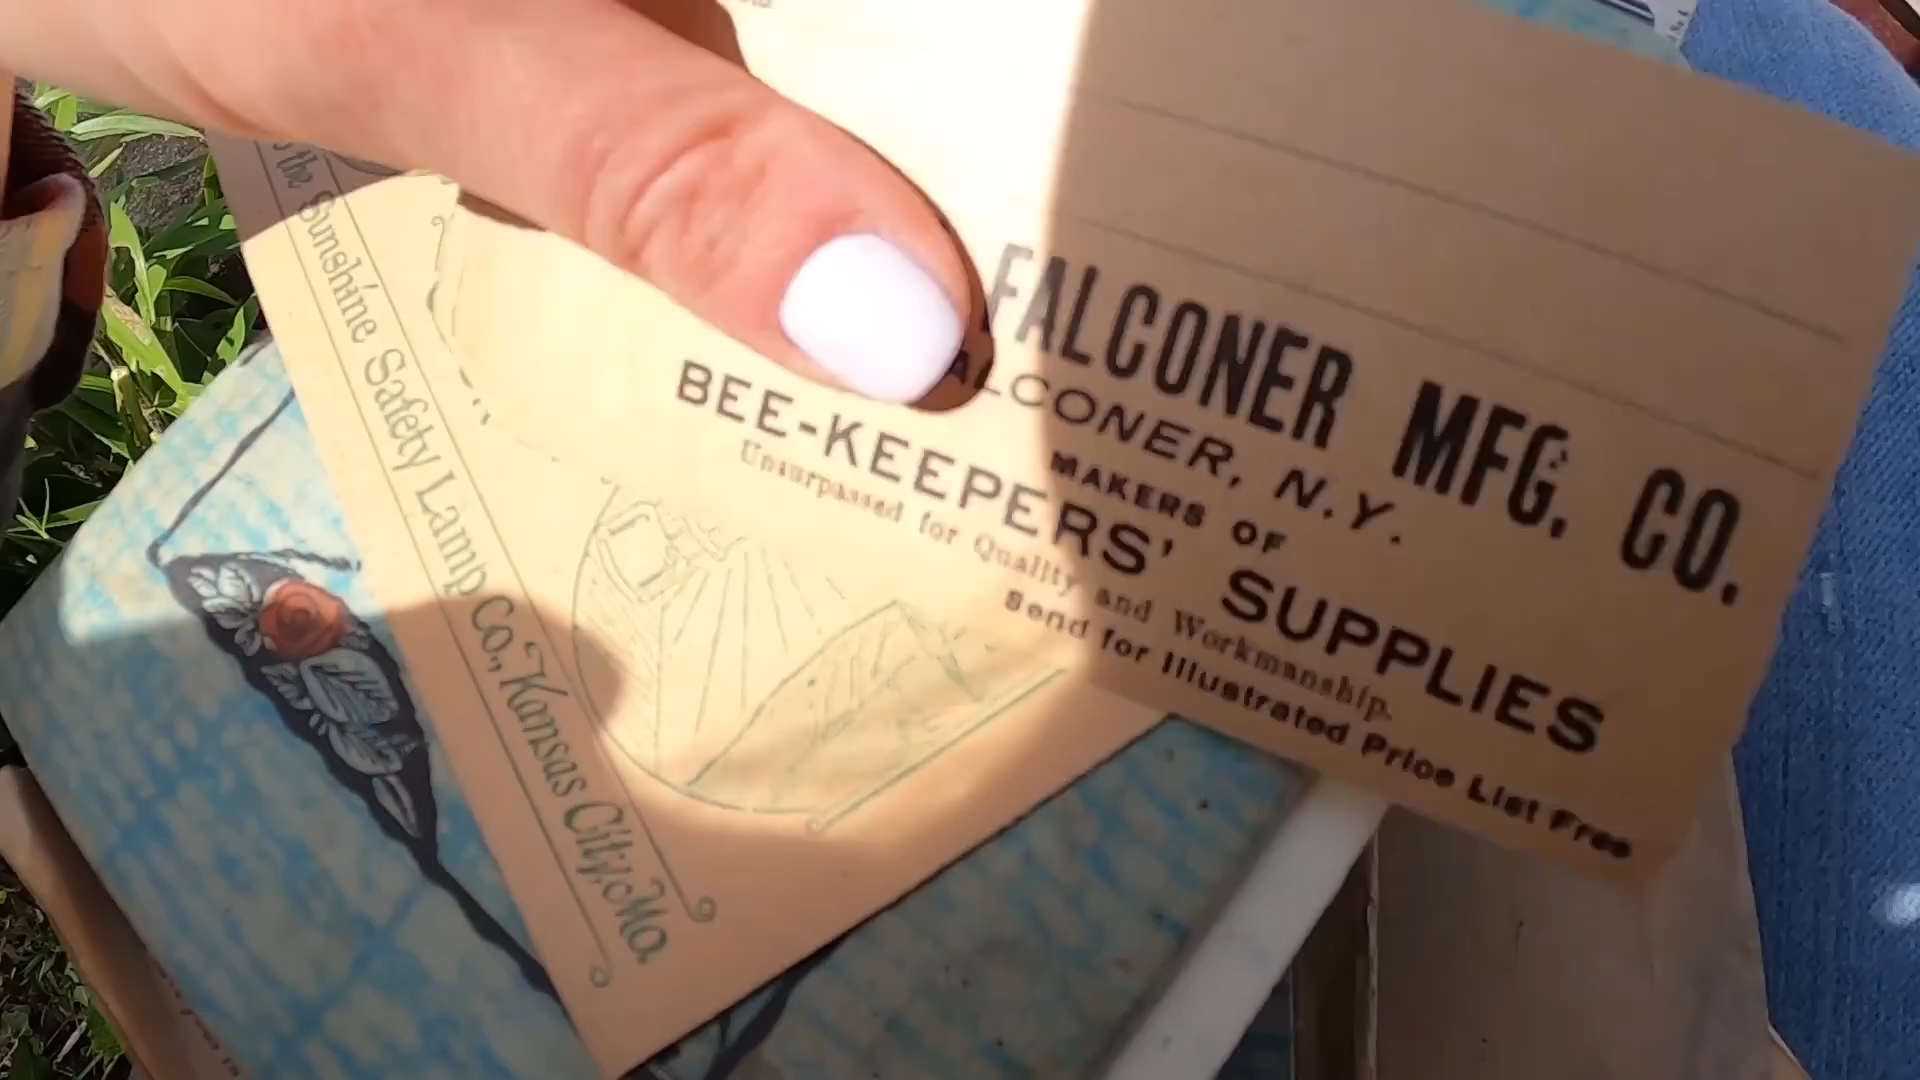 FALCONER MFG. CO.
FALCONER, N.Y.
MAKERS OF
BEE-KEEPERS' SUPPLIES
Unsurpassed for Quality and Workmanship.
Send for Illustrated Price List Free
the Sunshine Safety Lamp Co., Kansas City, Mo.